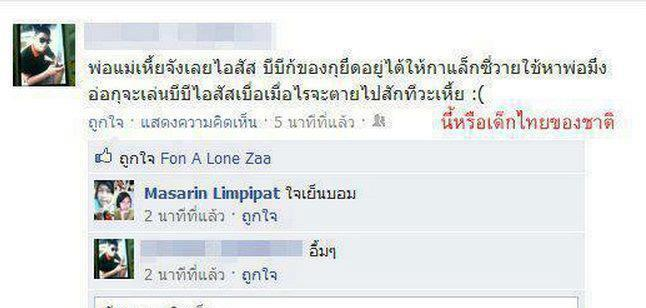 พ่อแม่เหี้ยจังเลยไอสัส บีบีก้ของกุยึดอยู่ได้ให้กาแล็กซี่วายใช้หาพ่อมึง
อ่อกุจะเล่นบีบีไอสัสเบื่อเมื่อไรจะตายไปสักทีวะเหี้ย :(
ถูกใจ · แสดงความคิดเห็น · 5 นาทีที่แล้ว ·
นี้หรือเด็กไทยของชาติ
ถูกใจ Fon A Lone Zaa
Masarin Limpipat ใจเย็นบอม
2 นาทีที่แล้ว · ถูกใจ
อื้มๆ
2 นาทีที่แล้ว · ถูกใจ